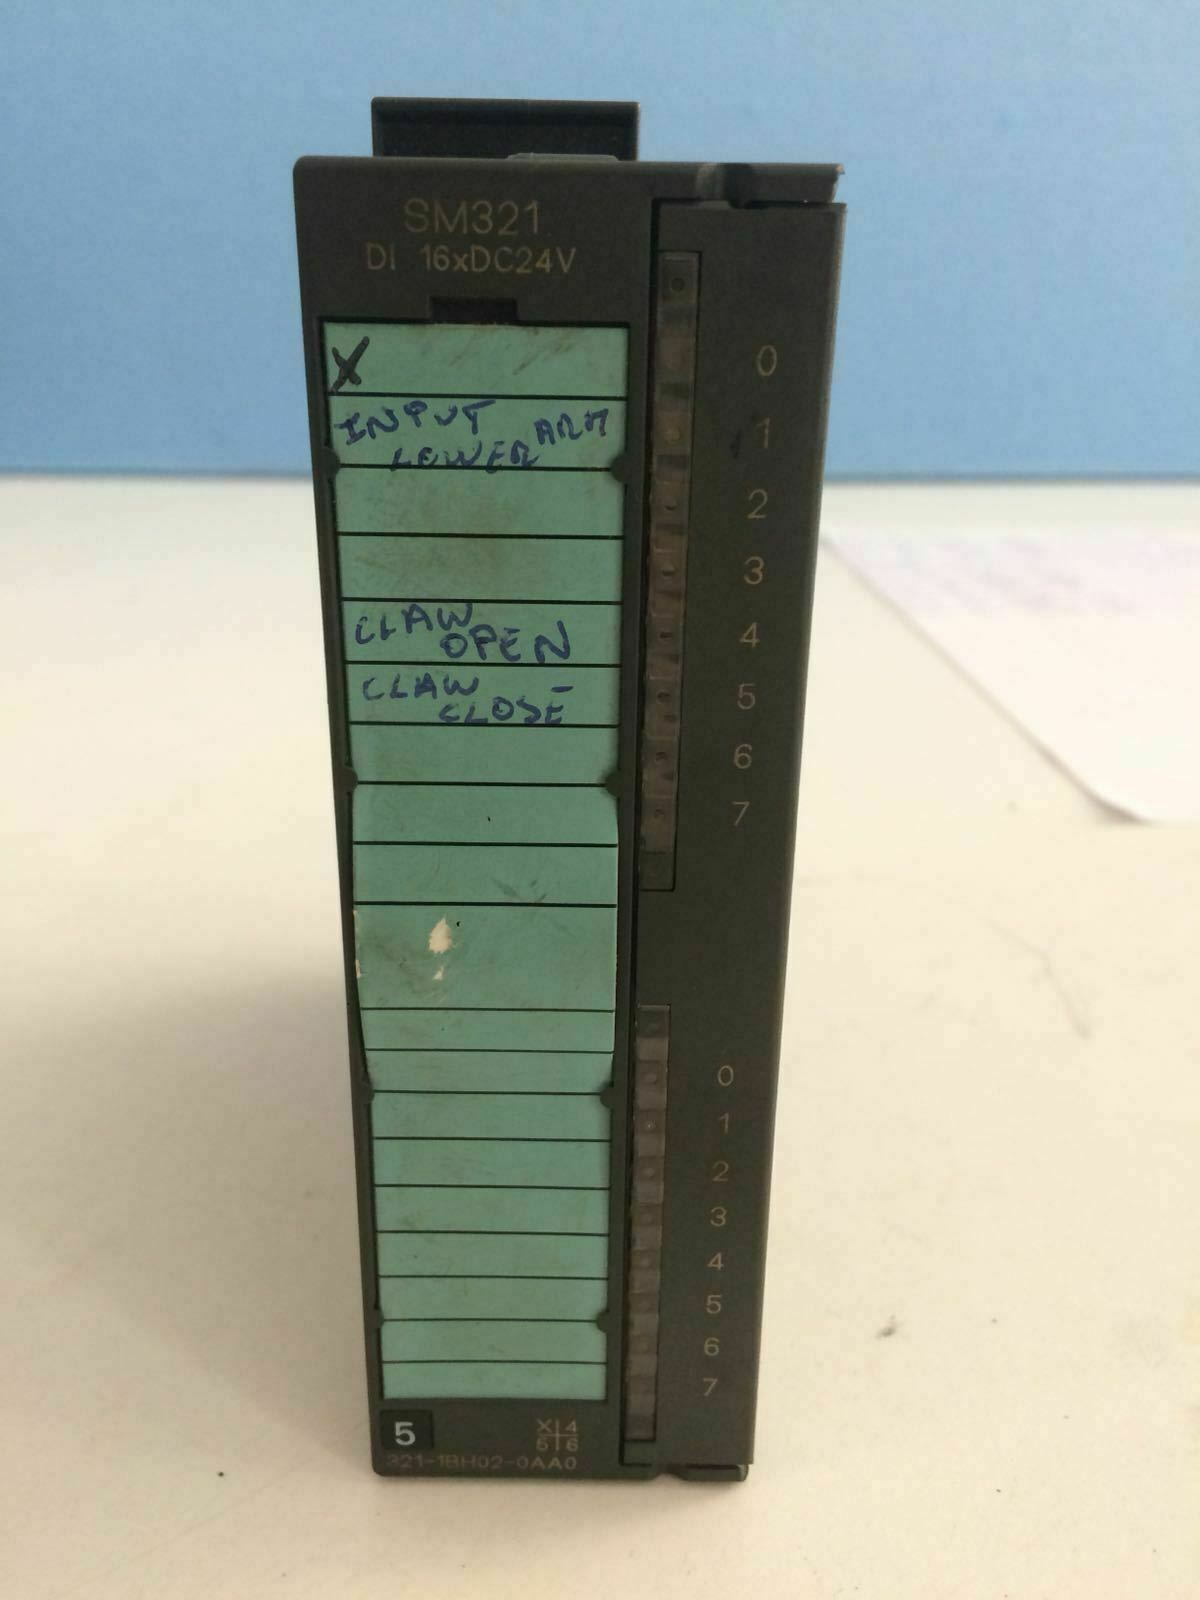 SM321
DI 16xDC24V
X
INPUT ARM
LOWER
CLAW
OPEN
CLAW
CLOSE
0
1
2
3
4
5
6
7
0
1
2
3
4
5
6
7
5
X 4
5 6
321-1BH02-0AA0